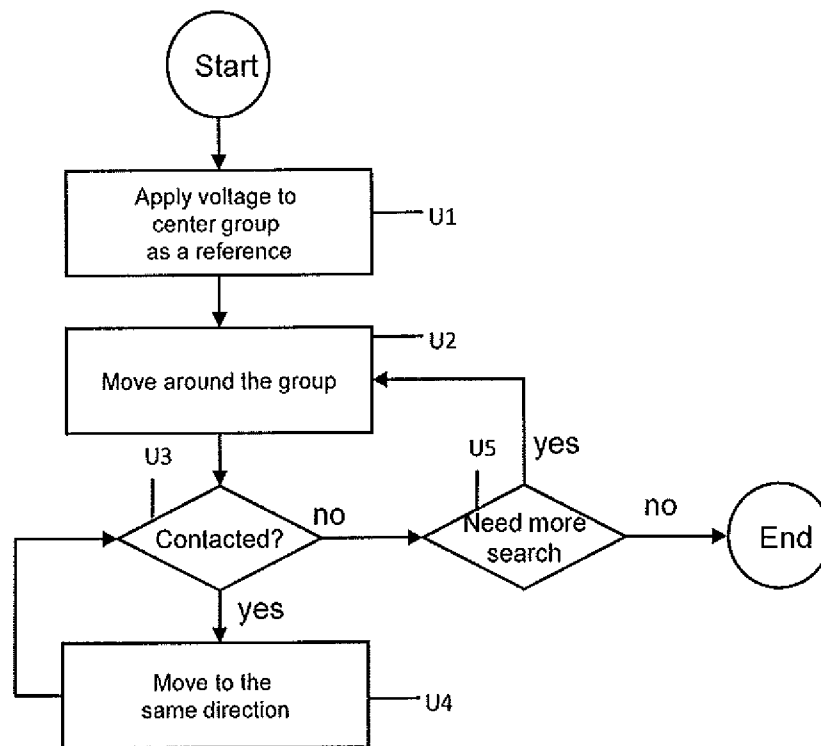 Start
Apply voltage to
center group
as a reference
U1
U2
Move around the group
U3
U5
yes
Contacted?
no
Need more
search
no
End
yes
Move to the
same direction
U4